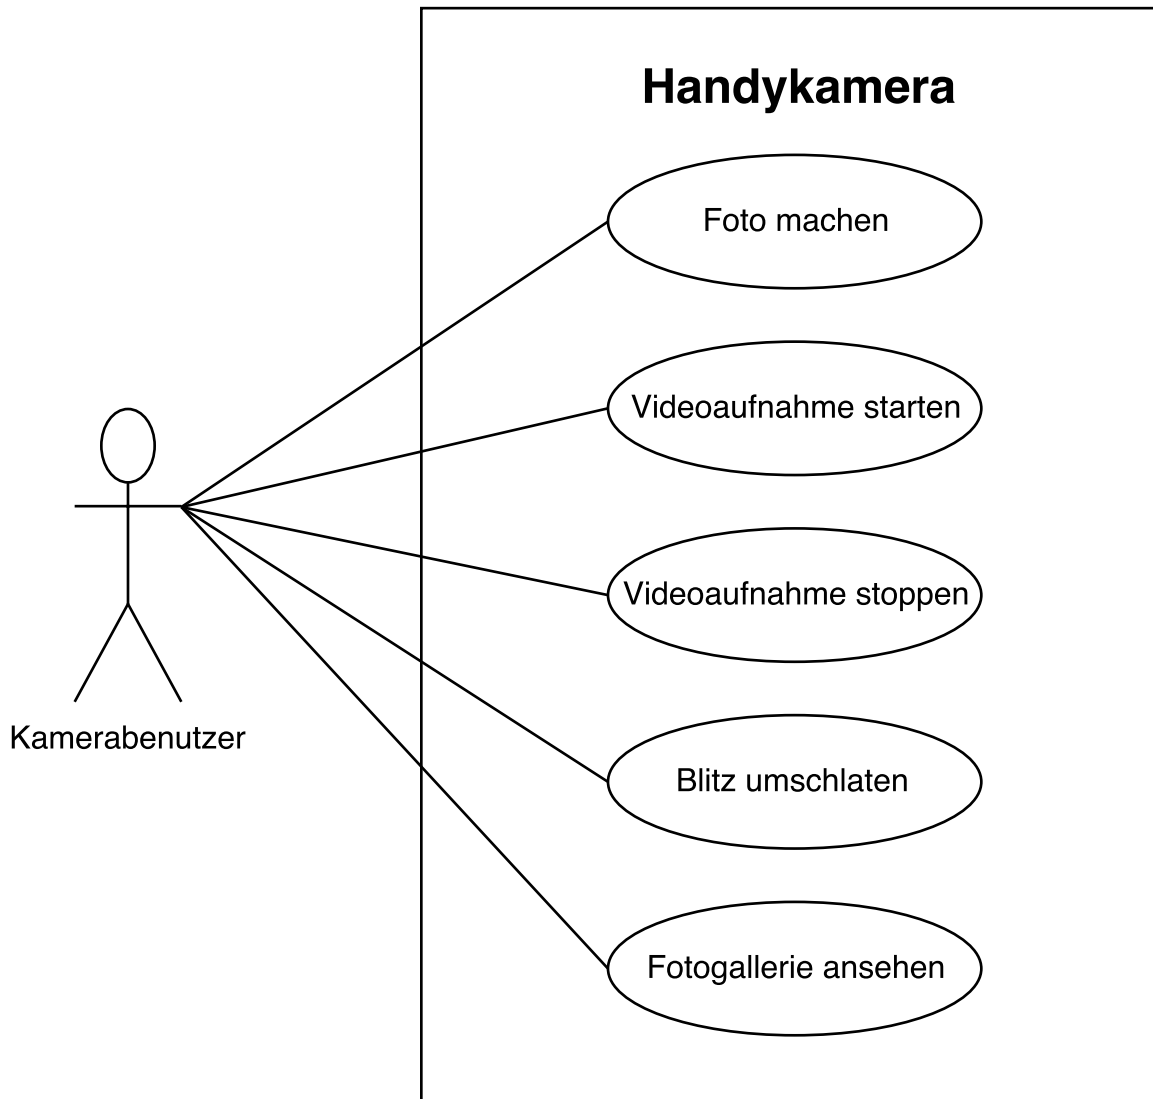 Handykamera
Foto machen
Videoaufnahme starten
Videoaufnahme stoppen
Kamerabenutzer
Blitz umschlaten
Fotogallerie ansehen